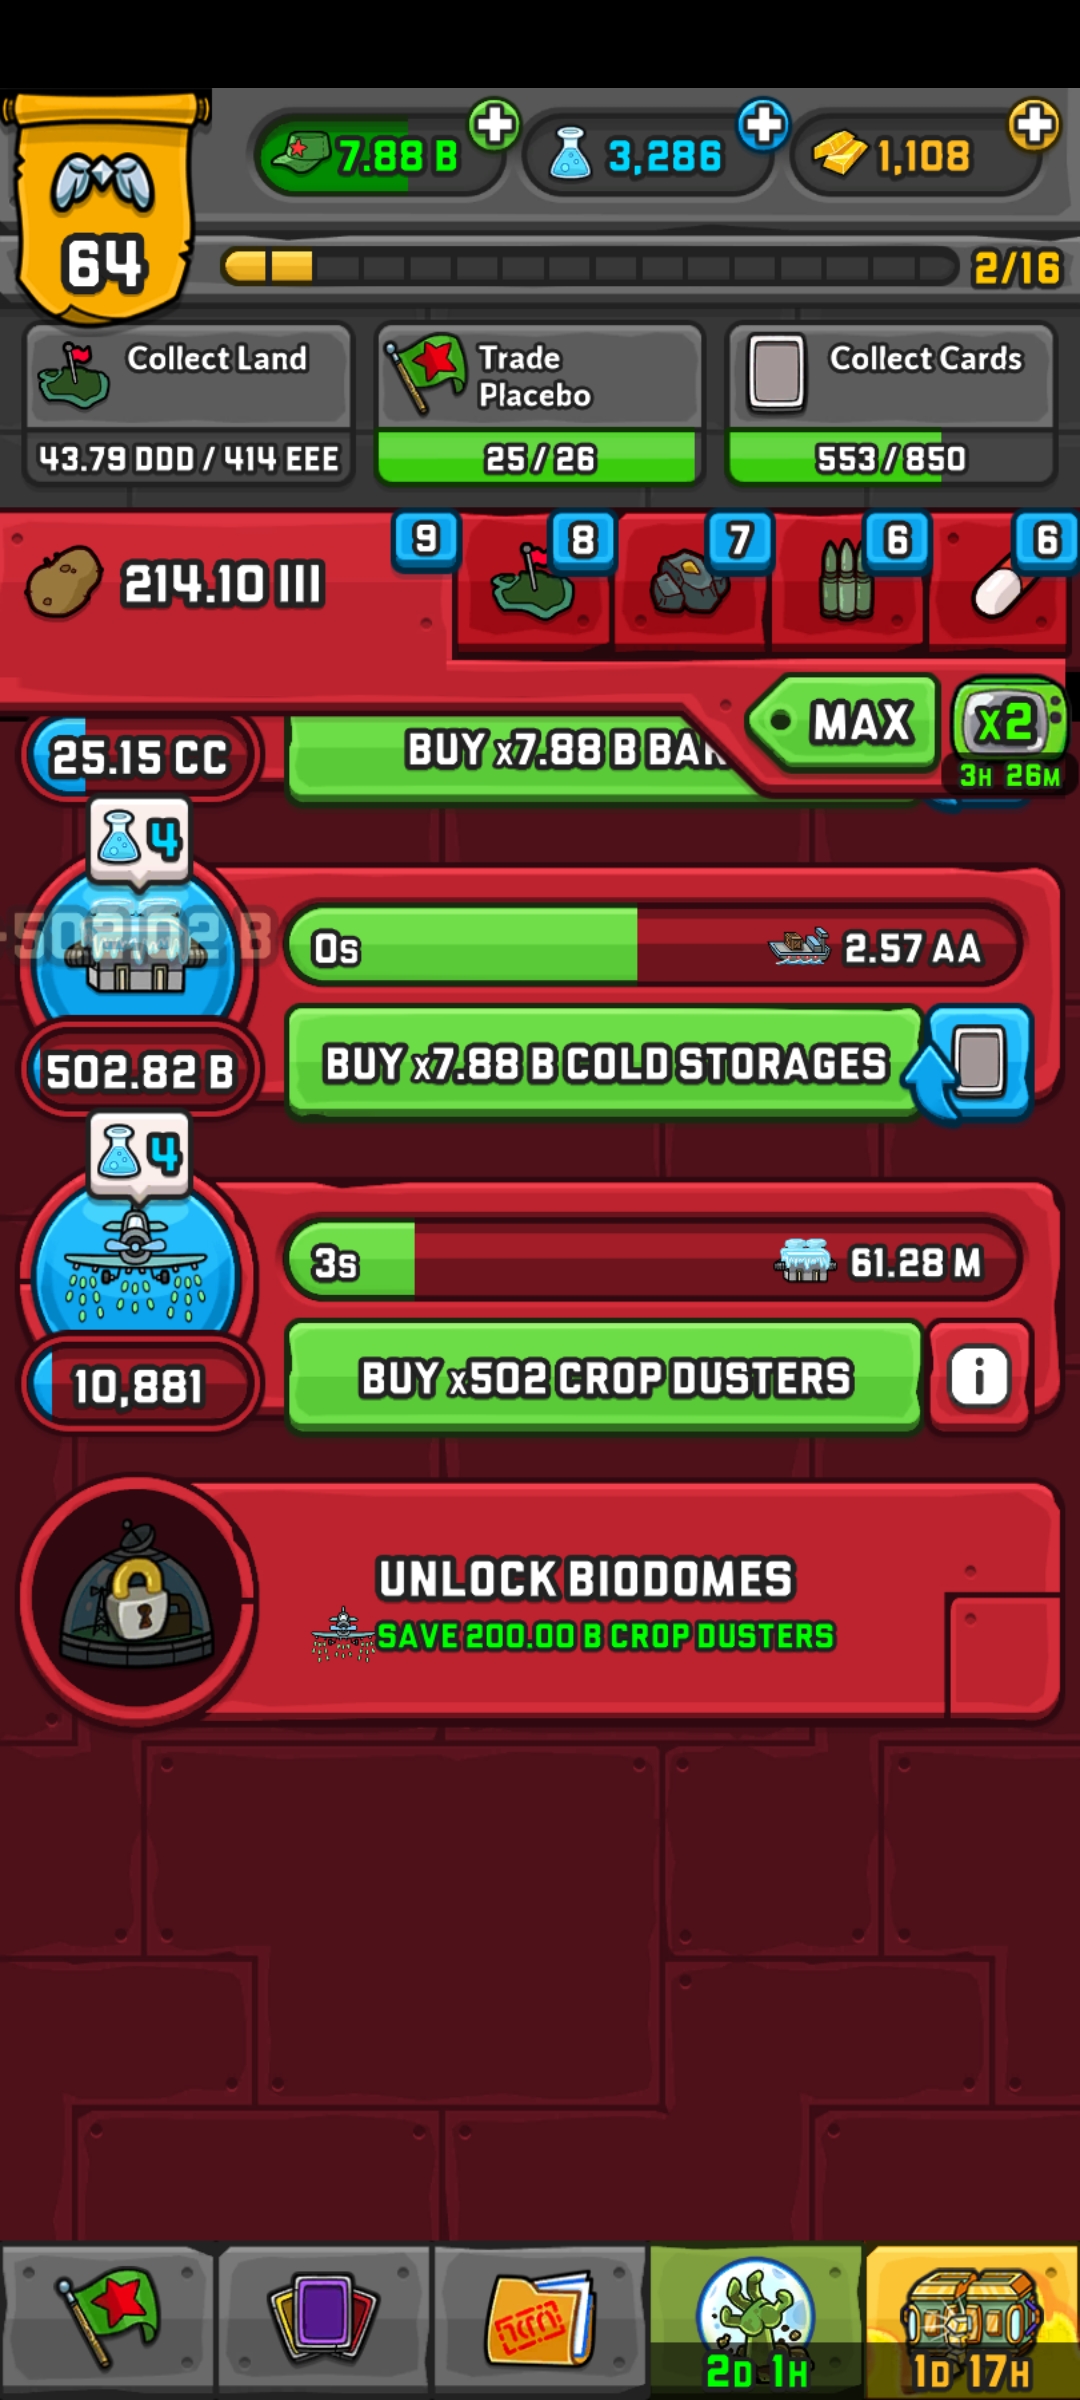 7.88 B
3,286
1,108
64
2/16
Collect Land
43.79 DDD / 414 EEE
Trade
Placebo
25 / 26
Collect Cards
553 / 850
214.10 III
9
8
7
6
6
MAX
x2
3H 26M
25.15 CC
BUY x7.88 B BAR
4
0s
2.57 AA
502.82 B
BUY x7.88 B COLD STORAGES
4
3s
61.28 M
10,881
BUY x502 CROP DUSTERS
i
UNLOCK BIODOMES
SAVE 200.00 B CROP DUSTERS
2D 1H
1D 17H